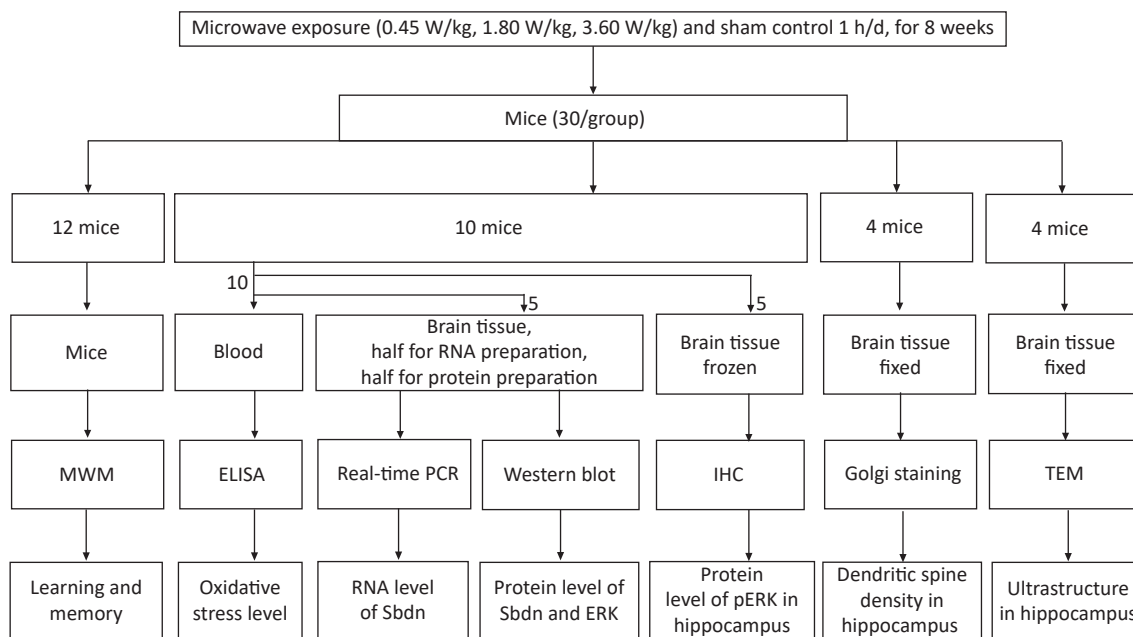 Microwave exposure (0.45 W/kg, 1.80 W/kg, 3.60 W/kg) and sham control 1 h/d, for 8 weeks
Mice (30/group)
12 mice
10 mice
4 mice
4 mice
10
5
5
Mice
Blood
Brain tissue,
half for RNA preparation,
half for protein preparation
Brain tissue
frozen
Brain tissue
fixed
Brain tissue
fixed
MWM
ELISA
Real-time PCR
Western blot
IHC
Golgi staining
TEM
Learning and
memory
Oxidative
stress level
RNA level
of Sbdn
Protein level of
Sbdn and ERK
Protein
level of pERK in
hippocampus
Dendritic spine
density in
hippocampus
Ultrastructure
in hippocampus